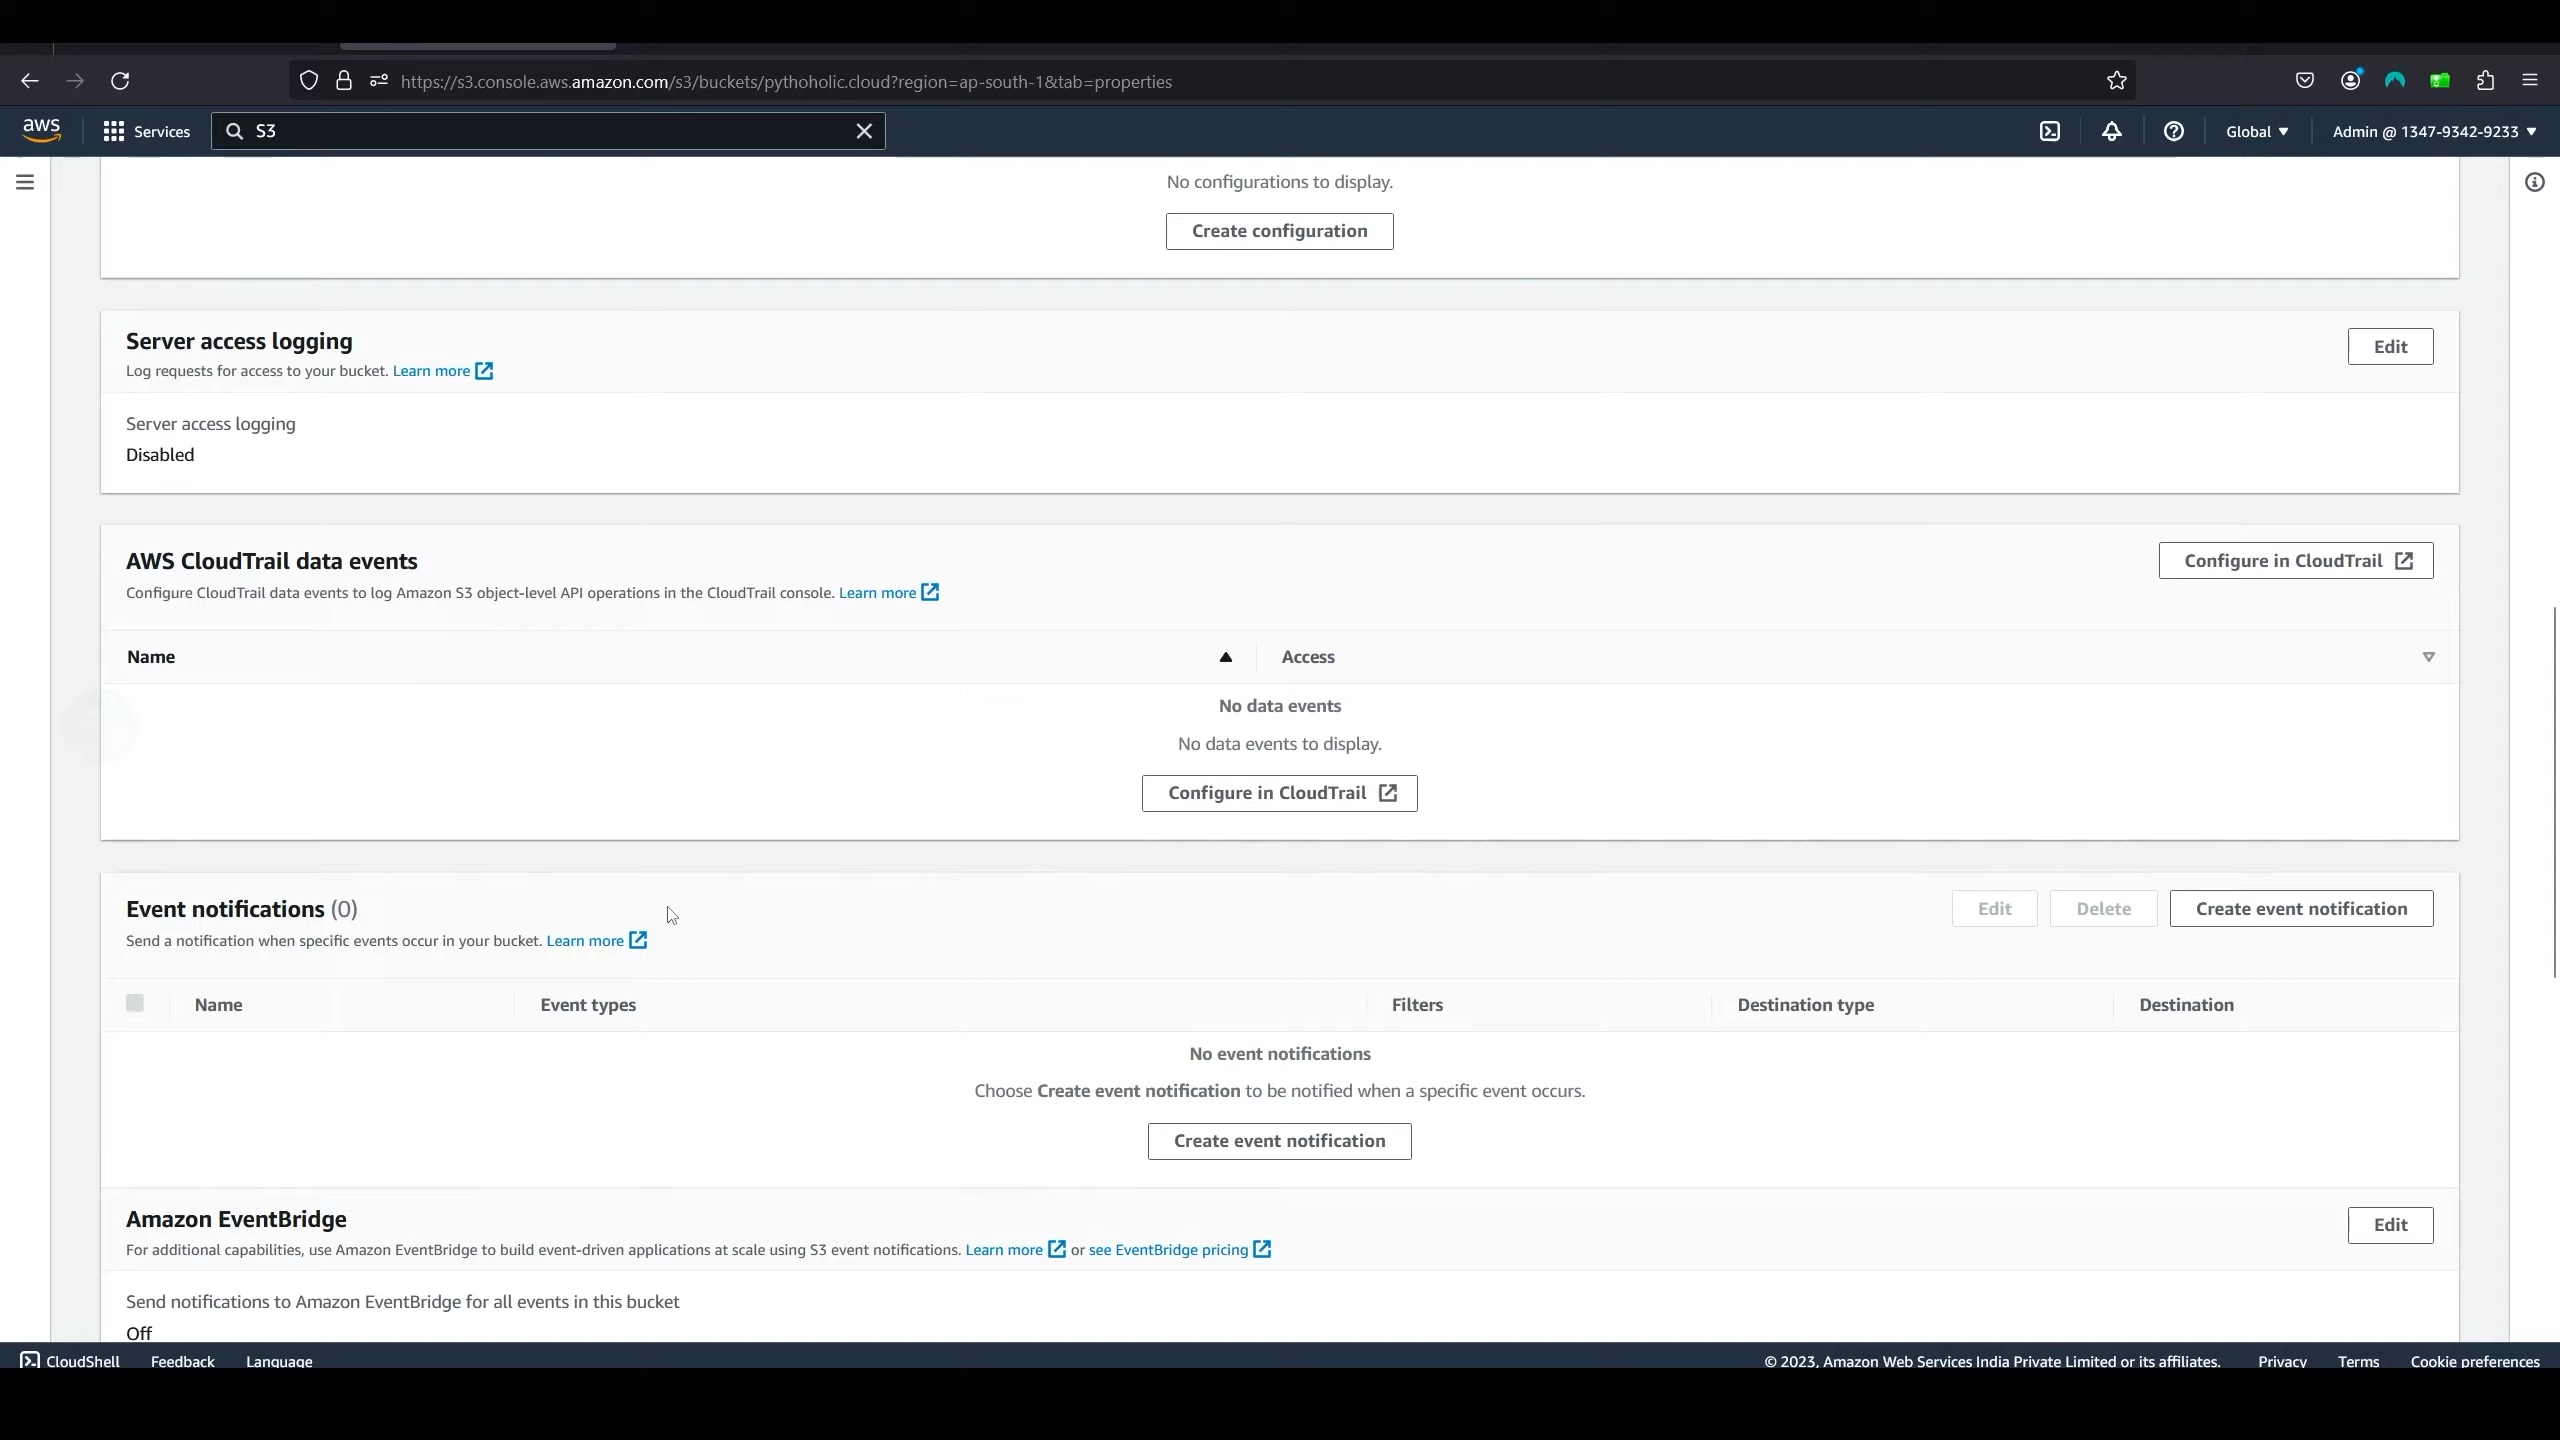 https://s3.console.aws.amazon.com/s3/buckets/pythoholic.cloud?region=ap-south-1&tab=properties
aws
Services
S3
Global
Admin @ 1347-9342-9233
No configurations to display.
Create configuration
Server access logging
Edit
Log requests for access to your bucket. Learn more
Server access logging
Disabled
AWS CloudTrail data events
Configure in CloudTrail
Configure CloudTrail data events to log Amazon S3 object-level API operations in the CloudTrail console. Learn more
Name
Access
No data events
No data events to display.
Configure in CloudTrail
Event notifications (0)
Edit
Delete
Create event notification
Send a notification when specific events occur in your bucket. Learn more
Name
Event types
Filters
Destination type
Destination
No event notifications
Choose Create event notification to be notified when a specific event occurs.
Create event notification
Amazon EventBridge
Edit
For additional capabilities, use Amazon EventBridge to build event-driven applications at scale using S3 event notifications. Learn more or see EventBridge pricing
Send notifications to Amazon EventBridge for all events in this bucket
Off
CloudShell
Feedback
Language
© 2023, Amazon Web Services India Private Limited or its affiliates.
Privacy
Terms
Cookie preferences